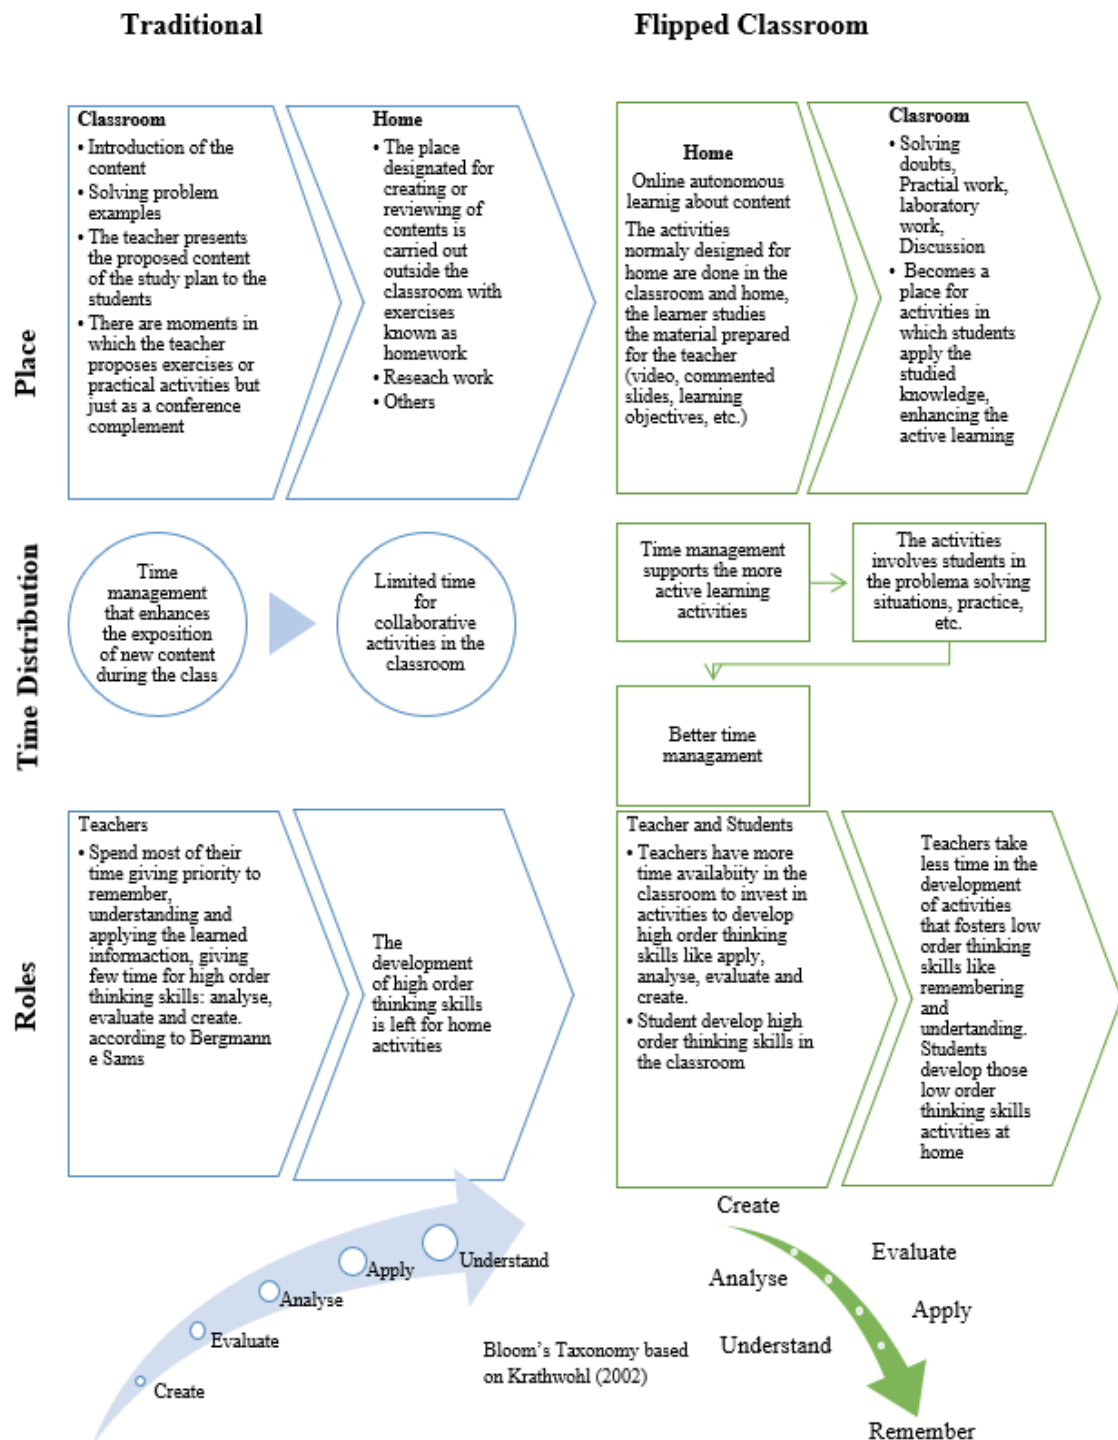 Traditional
Flipped Classroom
Place
Classroom
• Introduction of the
content
• Solving problem
examples
• The teacher presents
the proposed content
of the study plan to the
students
• There are moments in
which the teacher
proposes exercises or
practical activities but
just as a conference
complement
Home
• The place
designated for
creating or
reviewing of
contents is
carried out
outside the
classroom with
exercises
known as
homework
• Reseach work
• Others
Home
Online autonomous
learnig about content
The activities
normaly designed for
home are done in the
classroom and home,
the learner studies
the material prepared
for the teacher
(video, commented
slides, learning
objectives, etc.)
Clasroom
• Solving
doubts,
Practial work,
laboratory
work,
Discussion
• Becomes a
place for
activities in
which students
apply the
studied
knowledge,
enhancing the
active learning
Time Distribution
Time
management
that enhances
the exposition
of new content
during the class
Limited time
for
collaborative
activities in the
classroom
Time management
supports the more
active learning
activities
The activities
involves students in
the problema solving
situations, practice,
etc.
Better time
managament
Roles
Teachers
• Spend most of their
time giving priority to
remember,
understanding and
applying the learned
informaction, giving
few time for high order
thinking skills: analyse,
evaluate and create.
according to Bergmann
e Sams
The
development
of high order
thinking skills
is left for home
activities
Teacher and Students
• Teachers have more
time availabiity in the
classroom to invest in
activities to develop
high order thinking
skills like apply,
analyse, evaluate and
create.
• Student develop high
order thinking skills in
the classroom
Teachers take
less time in the
development
of activities
that fosters low
order thinking
skills like
remembering
and
undertanding.
Students
develop those
low order
thinking skills
activities at
home
Understand
Apply
Analyse
Evaluate
Create
Bloom's Taxonomy based
on Krathwohl (2002)
Create
Evaluate
Analyse
Apply
Understand
Remember